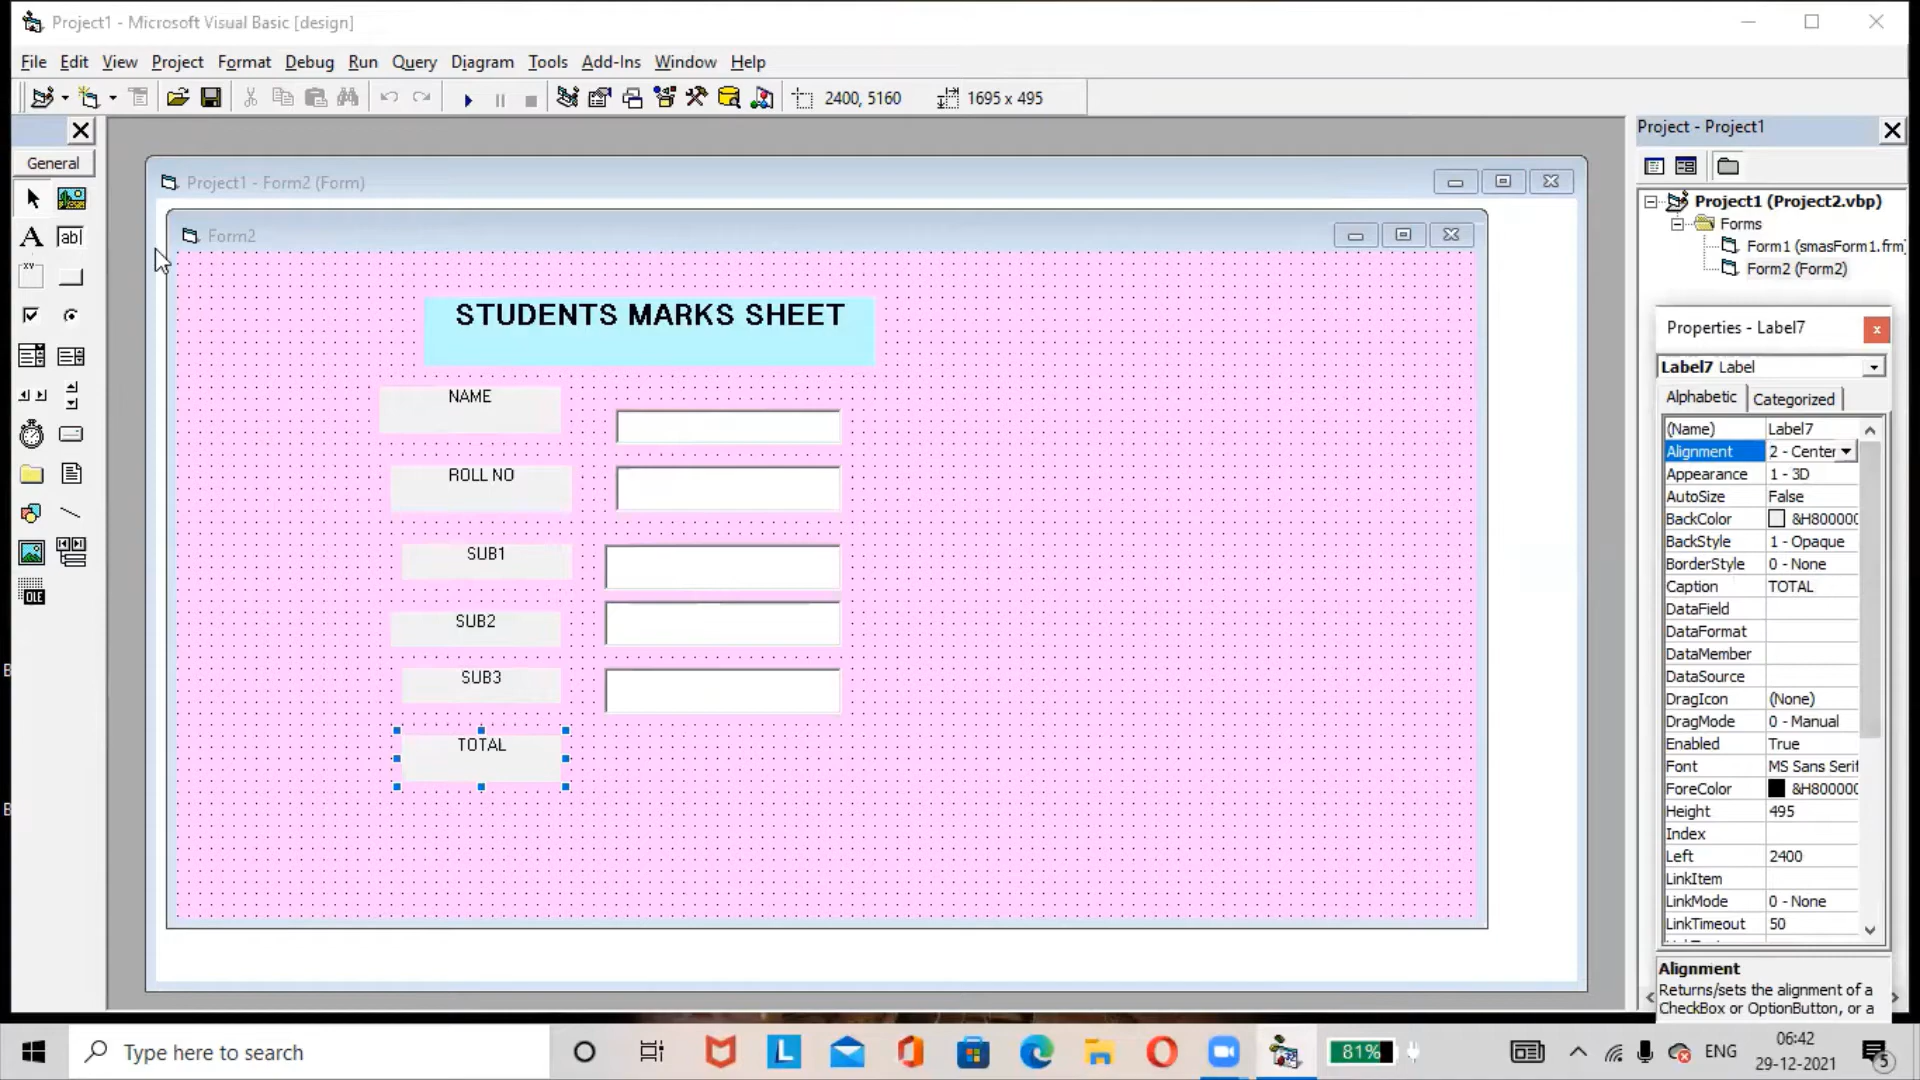 Project1 - Microsoft Visual Basic [design]
File Edit View Project Format Debug Run Query Diagram Tools Add-Ins Window Help
2400, 5160 1695 x 495
General
A ab|
xy
OLE
Project1 - Form2 (Form)
Form2
STUDENTS MARKS SHEET
NAME
ROLL NO
SUB1
SUB2
SUB3
TOTAL
Project - Project1
Project1 (Project2.vbp)
Forms
Form1 (smasForm1.frm
Form2 (Form2)
Properties - Label7
Label7 Label
Alphabetic Categorized
(Name) Label7
Alignment 2 - Center
Appearance 1 - 3D
AutoSize False
BackColor &H80000
BackStyle 1 - Opaque
BorderStyle 0 - None
Caption TOTAL
DataField
DataFormat
DataMember
DataSource
DragIcon (None)
DragMode 0 - Manual
Enabled True
Font MS Sans Serif
ForeColor &H80000
Height 495
Index
Left 2400
LinkItem
LinkMode 0 - None
LinkTimeout 50
Alignment
Returns/sets the alignment of a
CheckBox or OptionButton, or a
Type here to search
L
81%
ENG
06:42
29-12-2021
5